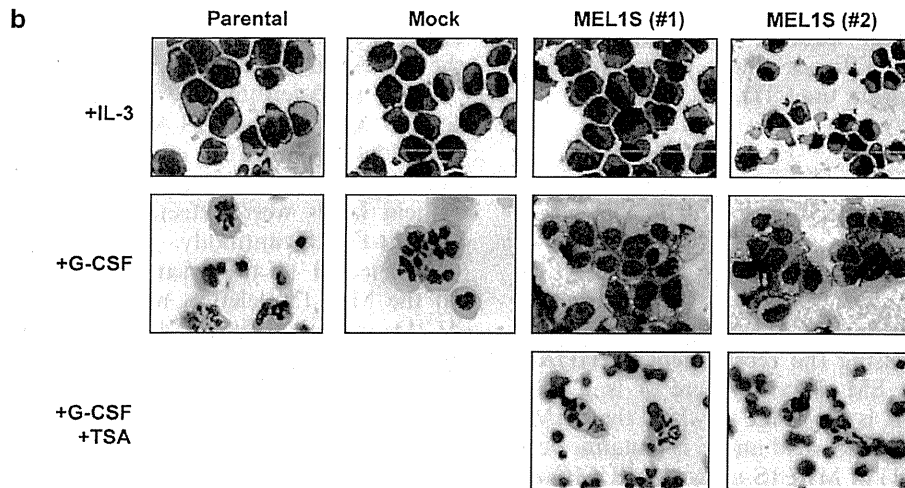 b
Parental Mock MEL1S (#1) MEL1S (#2)
+IL-3
+G-CSF
+G-CSF
+TSA